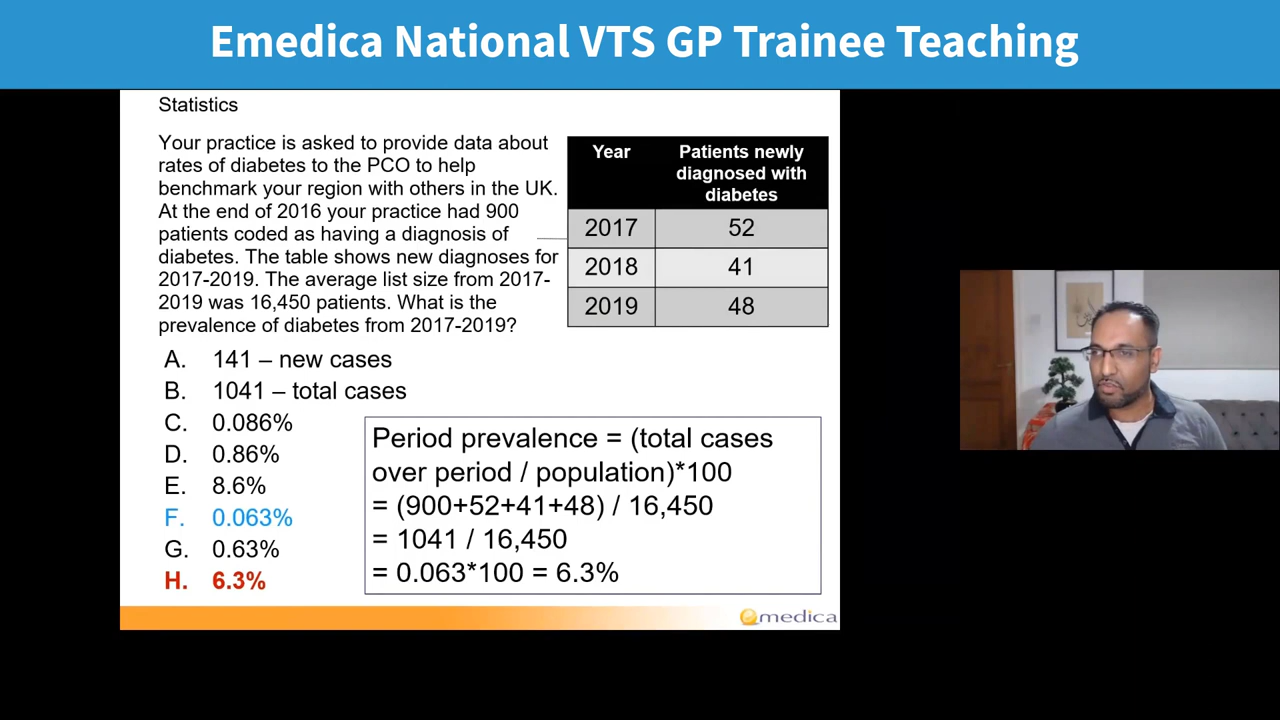 Emedica National VTS GP Trainee Teaching
Statistics
Your practice is asked to provide data about
rates of diabetes to the PCO to help
benchmark your region with others in the UK.
At the end of 2016 your practice had 900
patients coded as having a diagnosis of
diabetes. The table shows new diagnoses for
2017-2019. The average list size from 2017-
2019 was 16,450 patients. What is the
prevalence of diabetes from 2017-2019?
Year Patients newly
diagnosed with
diabetes
2017 52
2018 41
2019 48
A. 141 – new cases
B. 1041 – total cases
C. 0.086%
D. 0.86%
E. 8.6%
F. 0.063%
G. 0.63%
H. 6.3%
Period prevalence = (total cases
over period / population)*100
= (900+52+41+48) / 16,450
= 1041 / 16,450
= 0.063*100 = 6.3%
emedica